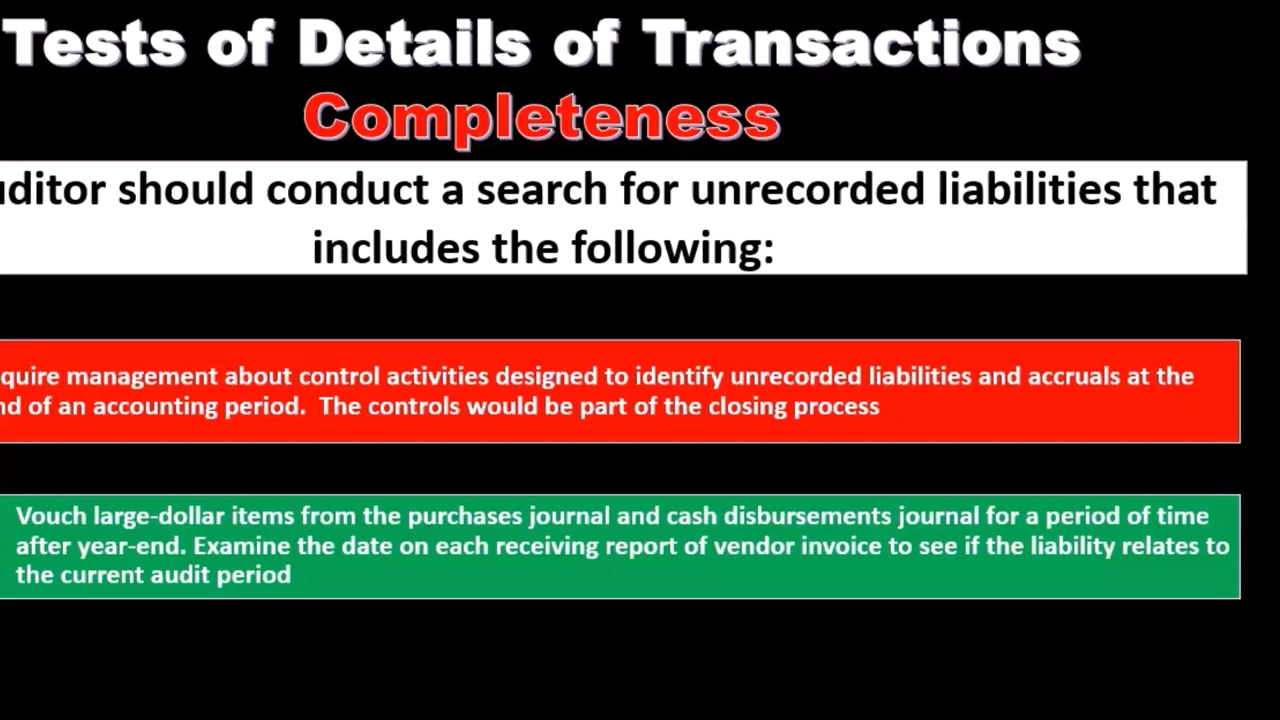 Tests of Details of Transactions
Completeness
uditor should conduct a search for unrecorded liabilities that
includes the following:
quire management about control activities designed to identify unrecorded liabilities and accruals at the
nd of an accounting period. The controls would be part of the closing process
Vouch large-dollar items from the purchases journal and cash disbursements journal for a period of time
after year-end. Examine the date on each receiving report of vendor invoice to see if the liability relates to
the current audit period